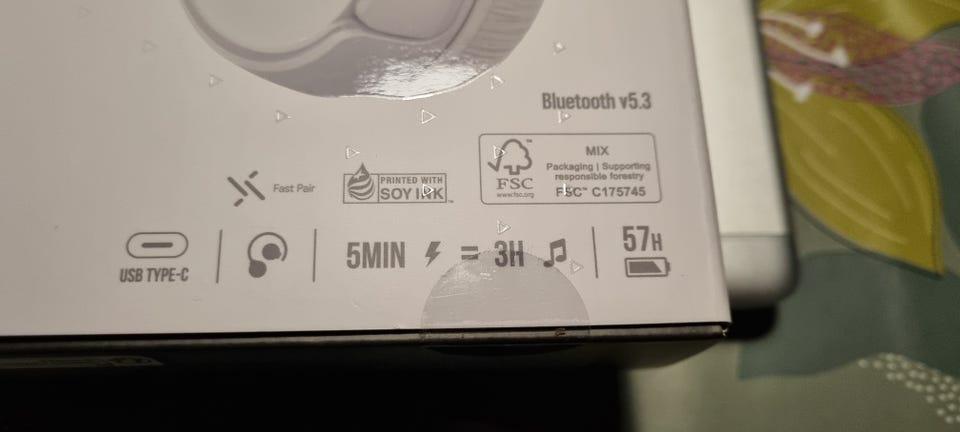 Bluetooth v5.3
MIX
Packaging | Supporting
responsible forestry
FSC™ C175745
FSC
www.fsc.org
Fast Pair
PRINTED WITH
SOY INK™
USB TYPE-C
5MIN = 3H
57H